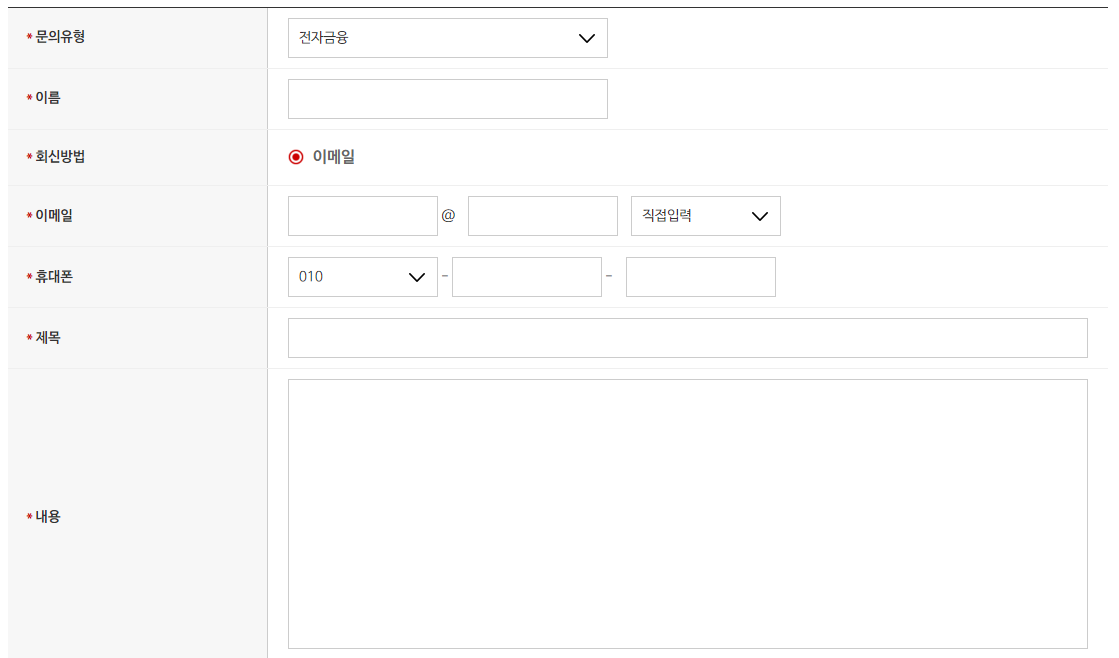 * 문의유형 전자금융
* 이름
* 회신방법 이메일
* 이메일 @ 직접입력
* 휴대폰 010 - -
* 제목
* 내용